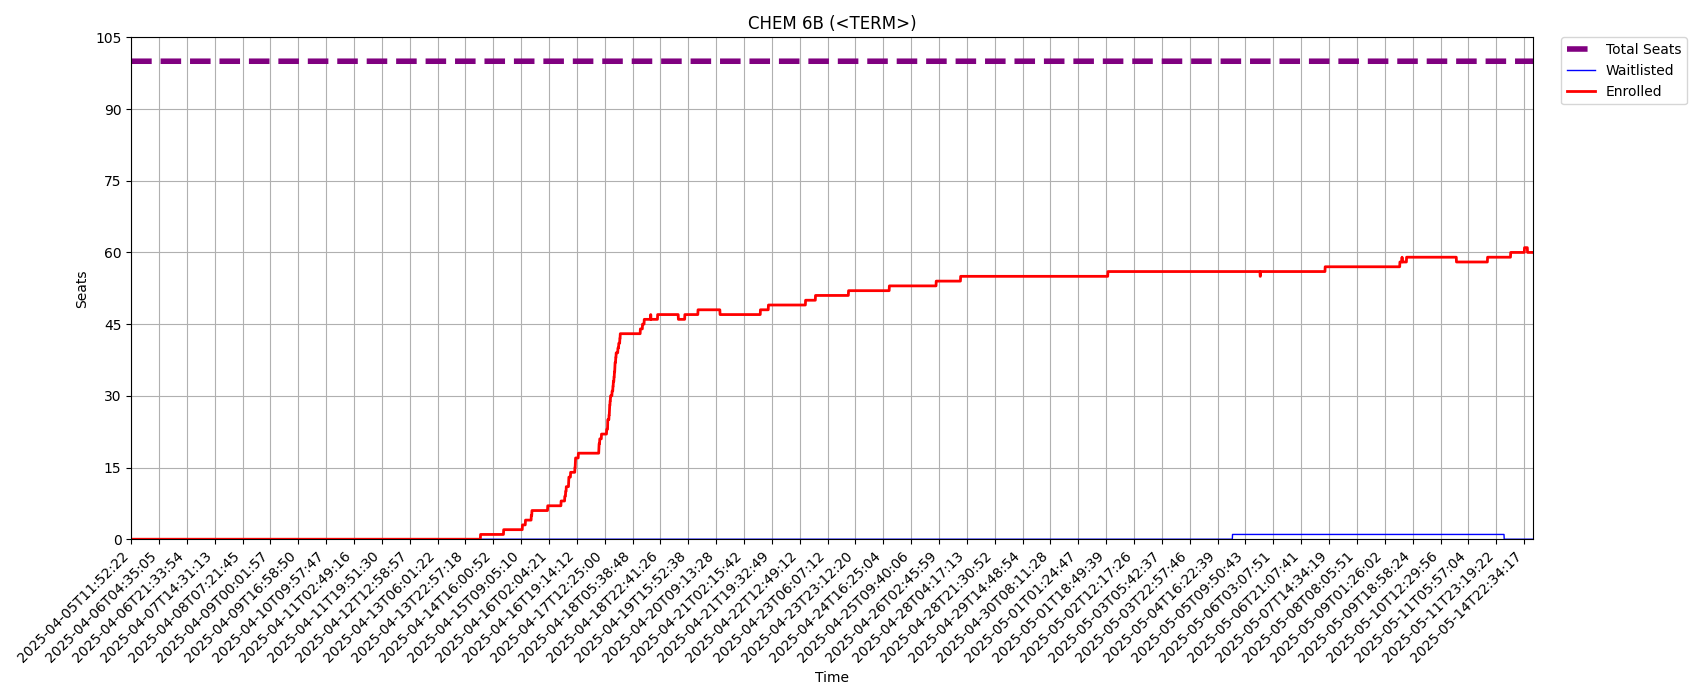 CHEM 6B (<TERM>)
105
90
75
60
45
30
15
0
Seats
Total Seats
Waitlisted
Enrolled
2025-04-05T11:52:22
2025-04-06T04:35:05
2025-04-06T21:33:54
2025-04-07T14:31:13
2025-04-08T07:21:45
2025-04-09T00:01:57
2025-04-09T16:58:50
2025-04-10T09:57:47
2025-04-11T02:49:16
2025-04-11T19:51:30
2025-04-12T12:58:57
2025-04-13T06:01:22
2025-04-13T22:57:18
2025-04-14T16:00:52
2025-04-15T09:05:10
2025-04-16T02:04:21
2025-04-16T19:14:12
2025-04-17T12:25:00
2025-04-18T05:38:48
2025-04-18T22:41:26
2025-04-19T15:52:38
2025-04-20T09:13:28
2025-04-21T02:15:42
2025-04-21T19:32:49
2025-04-22T12:49:12
2025-04-23T06:07:12
2025-04-23T23:12:20
2025-04-24T16:25:04
2025-04-25T09:40:06
2025-04-26T02:45:59
2025-04-28T04:17:13
2025-04-28T21:30:52
2025-04-29T14:48:54
2025-04-30T08:11:28
2025-05-01T01:24:47
2025-05-01T18:49:39
2025-05-02T12:17:26
2025-05-03T05:42:37
2025-05-03T22:57:46
2025-05-04T16:22:39
2025-05-05T09:50:43
2025-05-06T03:07:51
2025-05-06T21:07:41
2025-05-07T14:34:19
2025-05-08T08:05:51
2025-05-09T01:26:02
2025-05-09T18:58:24
2025-05-10T12:29:56
2025-05-11T05:57:04
2025-05-11T23:19:22
2025-05-14T22:34:17
Time